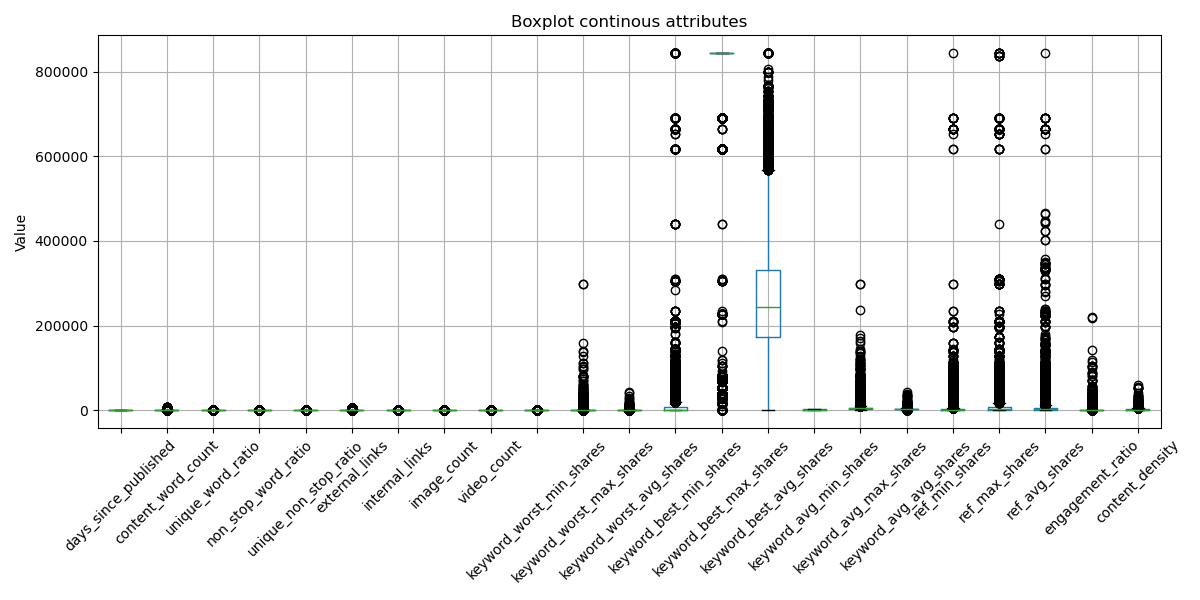 Boxplot continous attributes
Value
800000
600000
400000
200000
0
days_since_published
content_word_count
unique_word_ratio
non_stop_word_ratio
unique_non_stop_ratio
external_links
internal_links
image_count
video_count
keyword_worst_min_shares
keyword_worst_max_shares
keyword_worst_avg_shares
keyword_best_min_shares
keyword_best_max_shares
keyword_best_avg_shares
keyword_avg_min_shares
keyword_avg_max_shares
keyword_avg_avg_shares
ref_min_shares
ref_max_shares
ref_avg_shares
engagement_ratio
content_density